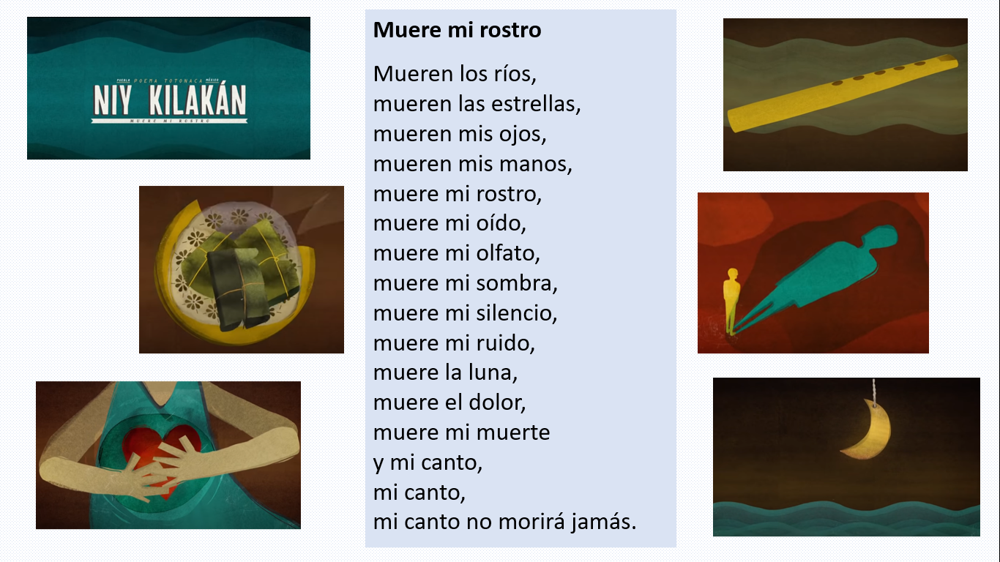 PUEBLA POEMA TOTONACA MÉXICO
NIY KILAKÁN
MUERE MI ROSTRO
Muere mi rostro
Mueren los ríos,
mueren las estrellas,
mueren mis ojos,
mueren mis manos,
muere mi rostro,
muere mi oído,
muere mi olfato,
muere mi sombra,
muere mi silencio,
muere mi ruido,
muere la luna,
muere el dolor,
muere mi muerte
y mi canto,
mi canto,
mi canto no morirá jamás.